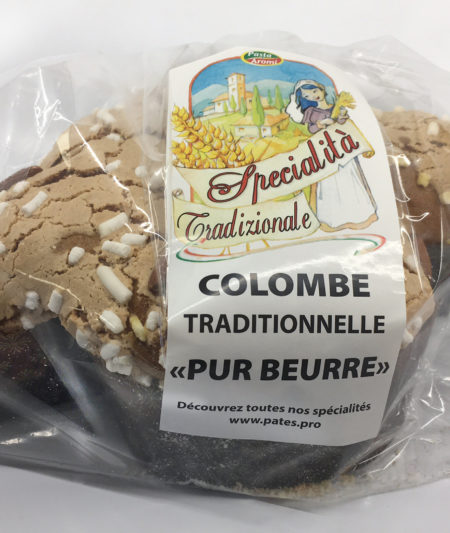 Pasta
Aromi
Specialità
Tradizionale
COLOMBE
TRADITIONNELLE
«PUR BEURRE»
Découvrez toutes nos spécialités
www.pates.pro